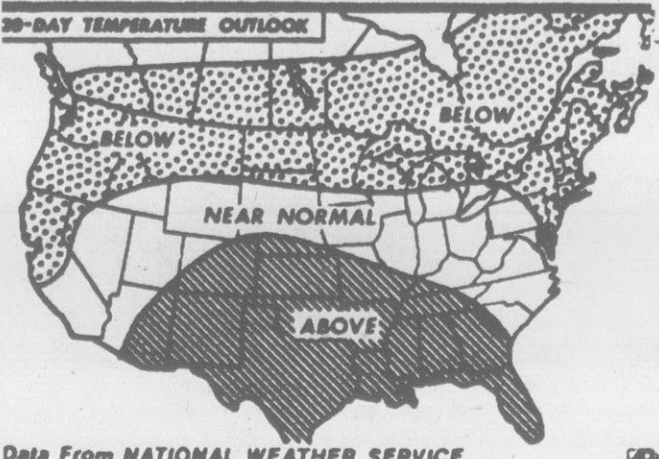 30-DAY TEMPERATURE OUTLOOK
BELOW
BELOW
NEAR NORMAL
ABOVE
Data From NATIONAL WEATHER SERVICE